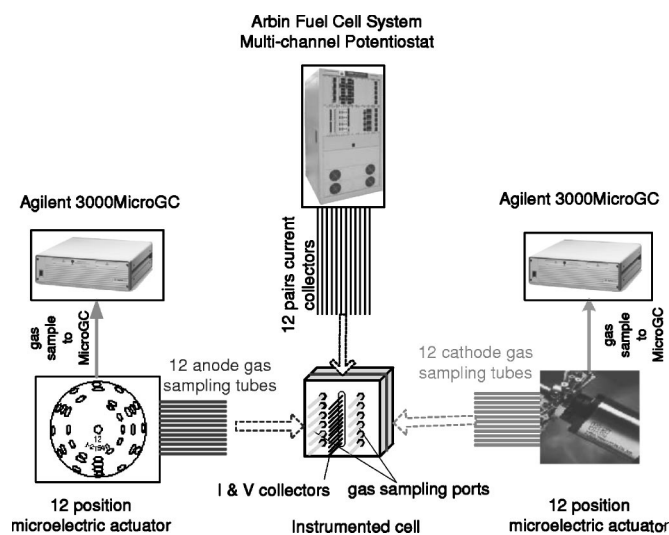 Arbin Fuel Cell System
Multi-channel Potentiostat
Agilent 3000MicroGC
Agilent 3000MicroGC
12 pairs current
collectors
gas
sample
to
MicroGC
gas
sample
to
MicroGC
12 anode gas
sampling tubes
12 cathode gas
sampling tubes
12
I & V collectors
gas sampling ports
12 position
microelectric actuator
Instrumented cell
12 position
microelectric actuator